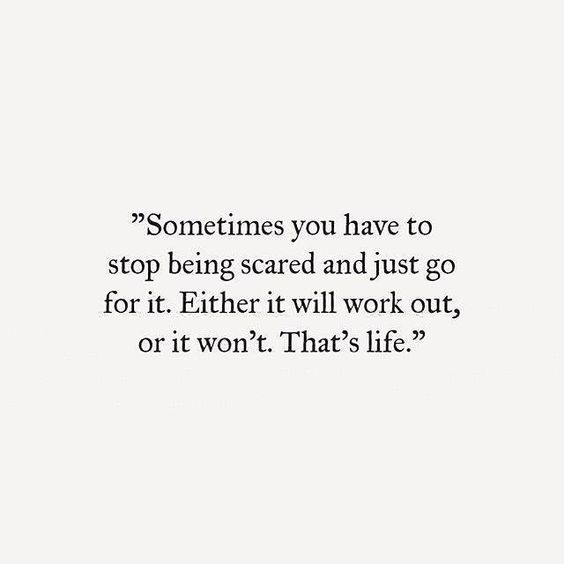 ”Sometimes you have to
stop being scared and just go
for it. Either it will work out,
or it won’t. That’s life.”